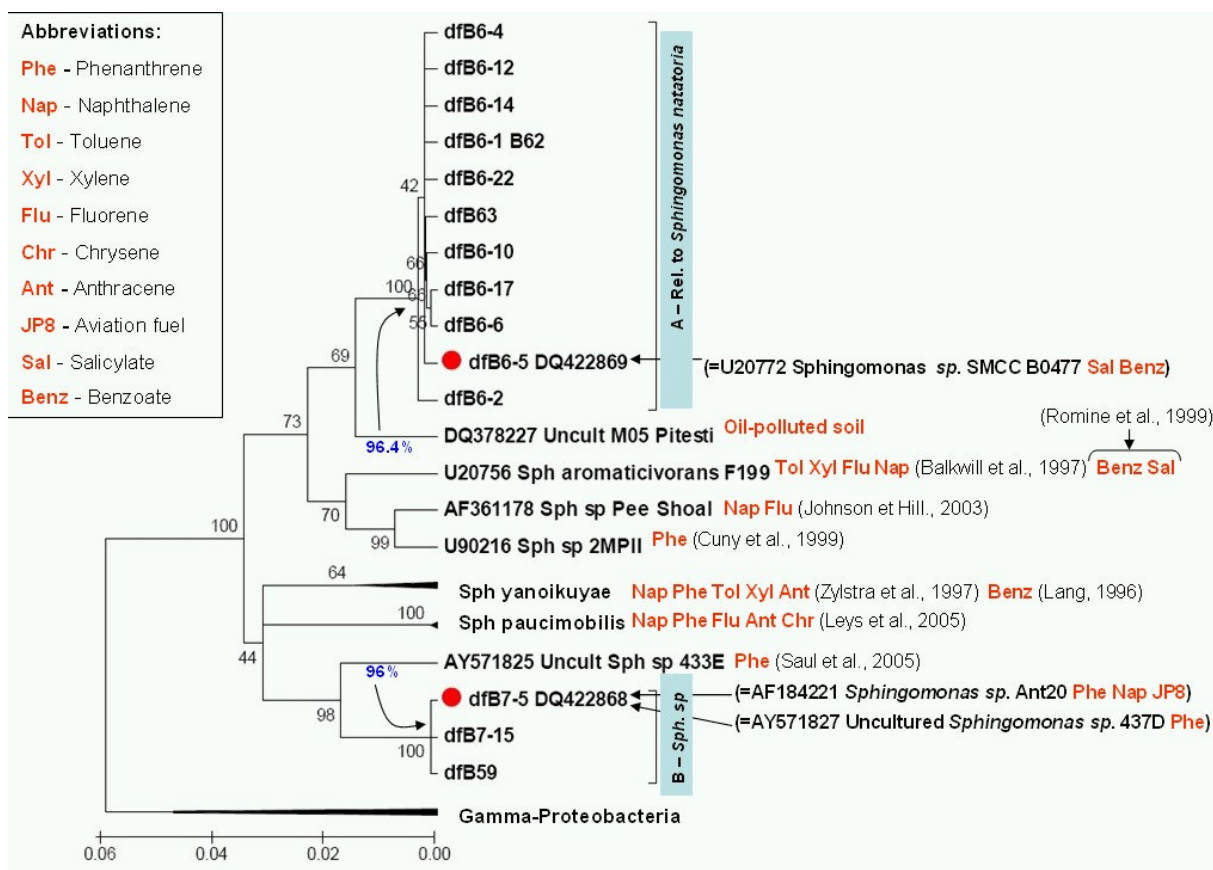 Abbreviations:
Phe - Phenanthrene
Nap - Naphthalene
Tol - Toluene
Xyl - Xylene
Flu - Fluorene
Chr - Chrysene
Ant - Anthracene
JP8 - Aviation fuel
Sal - Salicylate
Benz - Benzoate
dfB6-4
dfB6-12
dfB6-14
dfB6-1 B62
dfB6-22
dfB63
dfB6-10
dfB6-17
dfB6-6
dfB6-5 DQ422869
dfB6-2
A – Rel. to Sphingomonas natatoria
(=U20772 Sphingomonas sp. SMCC B0477 Sal Benz)
DQ378227 Uncult M05 Pitesti Oil-polluted soil
(Romine et al., 1999)
U20756 Sph aromaticivorans F199 Tol Xyl Flu Nap (Balkwill et al., 1997) Benz Sal
AF361178 Sph sp Pee Shoal Nap Flu (Johnson et Hill., 2003)
U90216 Sph sp 2MPII Phe (Cuny et al., 1999)
Sph yanoikuyae Nap Phe Tol Xyl Ant (Zylstra et al., 1997) Benz (Lang, 1996)
Sph paucimobilis Nap Phe Flu Ant Chr (Leys et al., 2005)
AY571825 Uncult Sph sp 433E Phe (Saul et al., 2005)
dfB7-5 DQ422868
(=AF184221 Sphingomonas sp. Ant20 Phe Nap JP8)
(=AY571827 Uncultured Sphingomonas sp. 437D Phe)
dfB7-15
dfB59
B – Sph. sp
Gamma-Proteobacteria
42
66
100
66
55
69
96.4%
73
70
99
100
64
100
44
96%
98
100
0.06 0.04 0.02 0.00